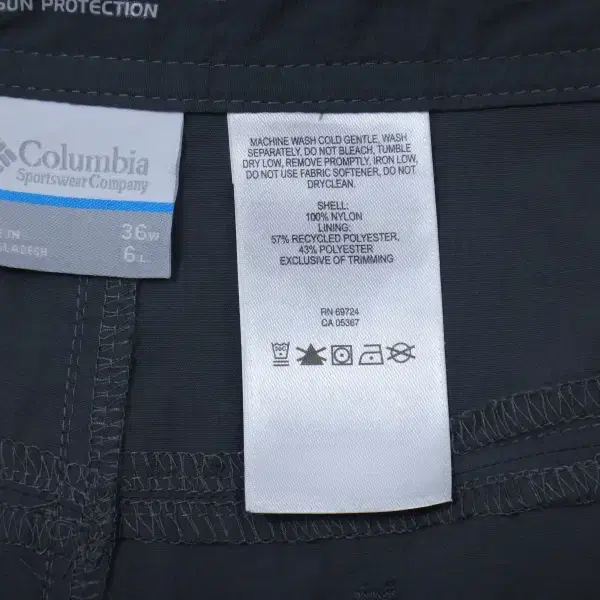 SUN PROTECTION
Columbia
Sportswear Company
36W
6 L
MACHINE WASH COLD GENTLE, WASH
SEPARATELY, DO NOT BLEACH, TUMBLE
DRY LOW, REMOVE PROMPTLY, IRON LOW,
DO NOT USE FABRIC SOFTENER, DO NOT
DRYCLEAN.
SHELL:
100% NYLON
LINING:
57% RECYCLED POLYESTER,
43% POLYESTER
EXCLUSIVE OF TRIMMING
RN 69724
CA 05367